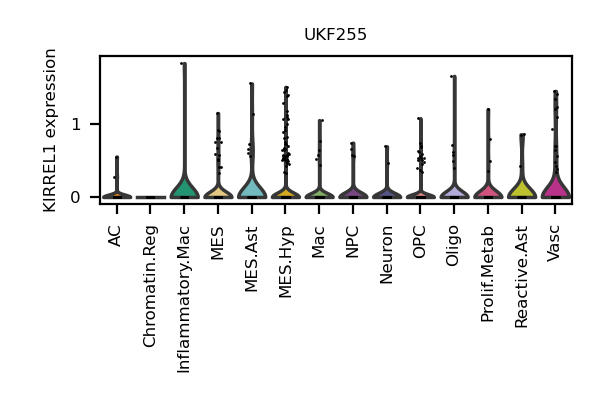 UKF255
KIRREL1 expression
1
0
AC
Chromatin.Reg
Inflammatory.Mac
MES
MES.Ast
MES.Hyp
Mac
NPC
Neuron
OPC
Oligo
Prolif.Metab
Reactive.Ast
Vasc